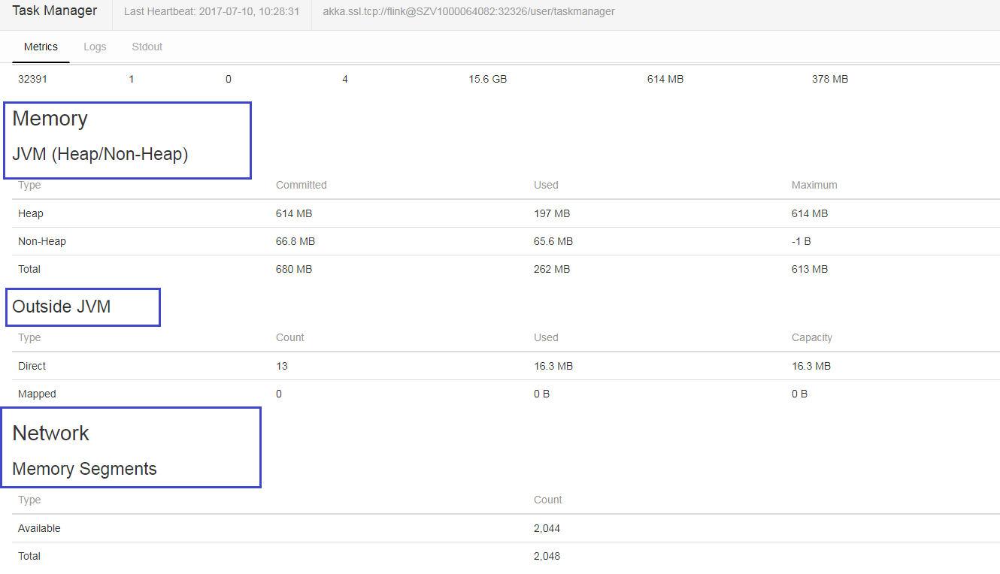 Task Manager Last Heartbeat: 2017-07-10, 10:28:31 akka.ssl.tcp://flink@SZV1000064082:32326/user/taskmanager
Metrics Logs Stdout
32391 1 0 4 15.6 GB 614 MB 378 MB
Memory
JVM (Heap/Non-Heap)
Type Committed Used Maximum
Heap 614 MB 197 MB 614 MB
Non-Heap 66.8 MB 65.6 MB -1 B
Total 680 MB 262 MB 613 MB
Outside JVM
Type Count Used Capacity
Direct 13 16.3 MB 16.3 MB
Mapped 0 0 B 0 B
Network
Memory Segments
Type Count
Available 2,044
Total 2,048